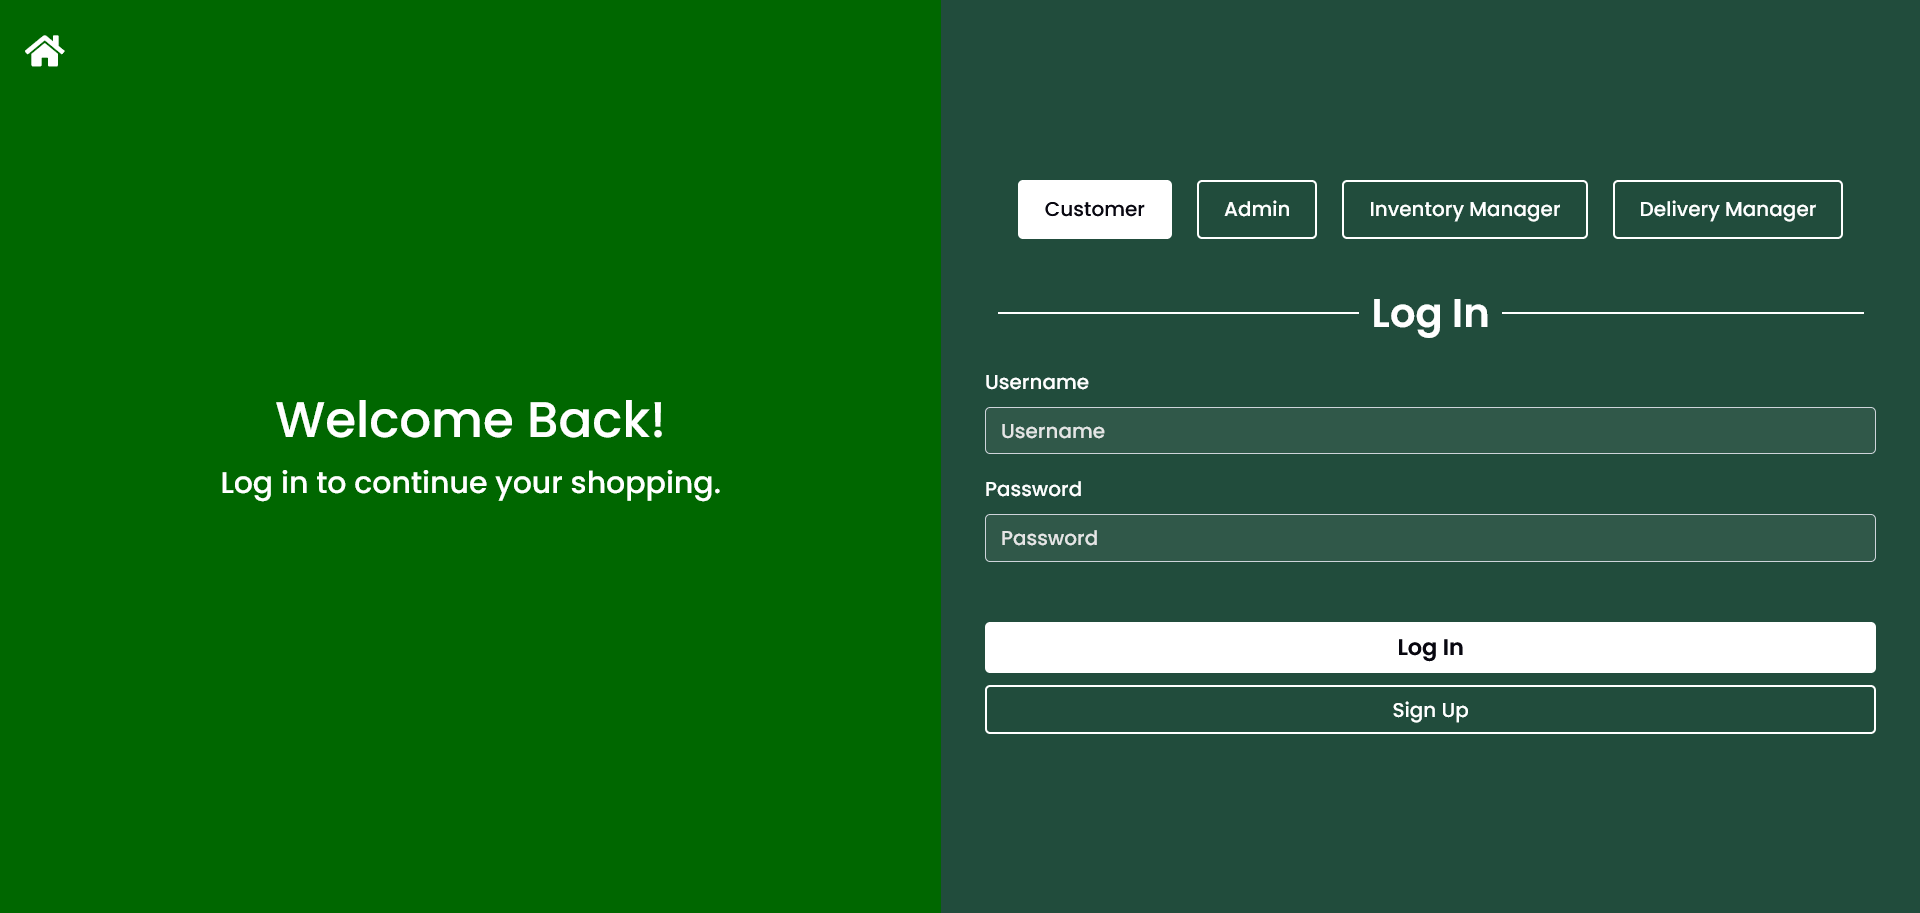 Welcome Back!
Log in to continue your shopping.
Customer
Admin
Inventory Manager
Delivery Manager
Log In
Username
Username
Password
Password
Log In
Sign Up